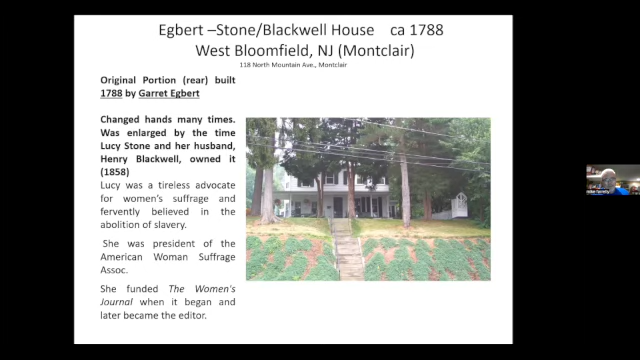 Egbert –Stone/Blackwell House ca 1788
West Bloomfield, NJ (Montclair)
118 North Mountain Ave., Montclair
Original Portion (rear) built
1788 by Garret Egbert
Changed hands many times.
Was enlarged by the time
Lucy Stone and her husband,
Henry Blackwell, owned it
(1858)
Lucy was a tireless advocate
for women's suffrage and
fervently believed in the
abolition of slavery.
She was president of the
American Woman Suffrage
Assoc.
She funded The Women's
Journal when it began and
later became the editor.